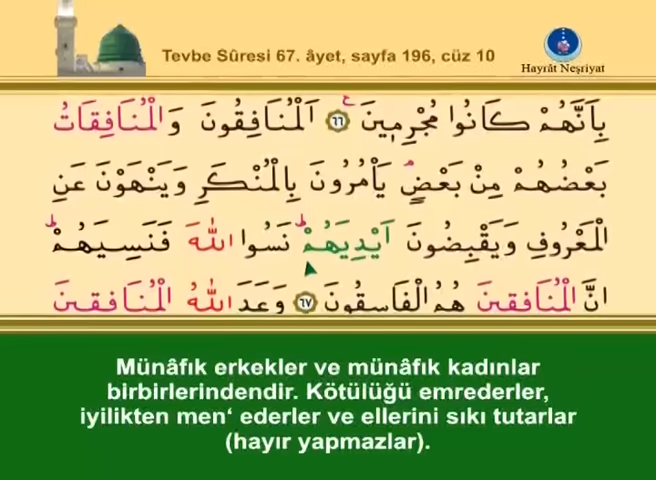 Tevbe Sûresi 67. âyet, sayfa 196, cüz 10
Hayrât Neşriyat
بِاَنَّهُمْ كَانُوا مُجْرِمٖينَ ﴿٦٦﴾ اَلْمُنَافِقُونَ وَالْمُنَافِقَاتُ
بَعْضُهُمْ مِنْ بَعْضٍۘ يَاْمُرُونَ بِالْمُنْكَرِ وَيَنْهَوْنَ عَنِ
الْمَعْرُوفِ وَيَقْبِضُونَ اَيْدِيَهُمْؕ نَسُوا اللّٰهَ فَنَسِيَهُمْؕ
اِنَّ الْمُنَافِقٖينَ هُمُ الْفَاسِقُونَ ﴿٦٧﴾ وَعَدَ اللّٰهُ الْمُنَافِقٖينَ
Münâfık erkekler ve münâfık kadınlar
birbirlerindendir. Kötülüğü emrederler,
iyilikten men‘ ederler ve ellerini sıkı tutarlar
(hayır yapmazlar).